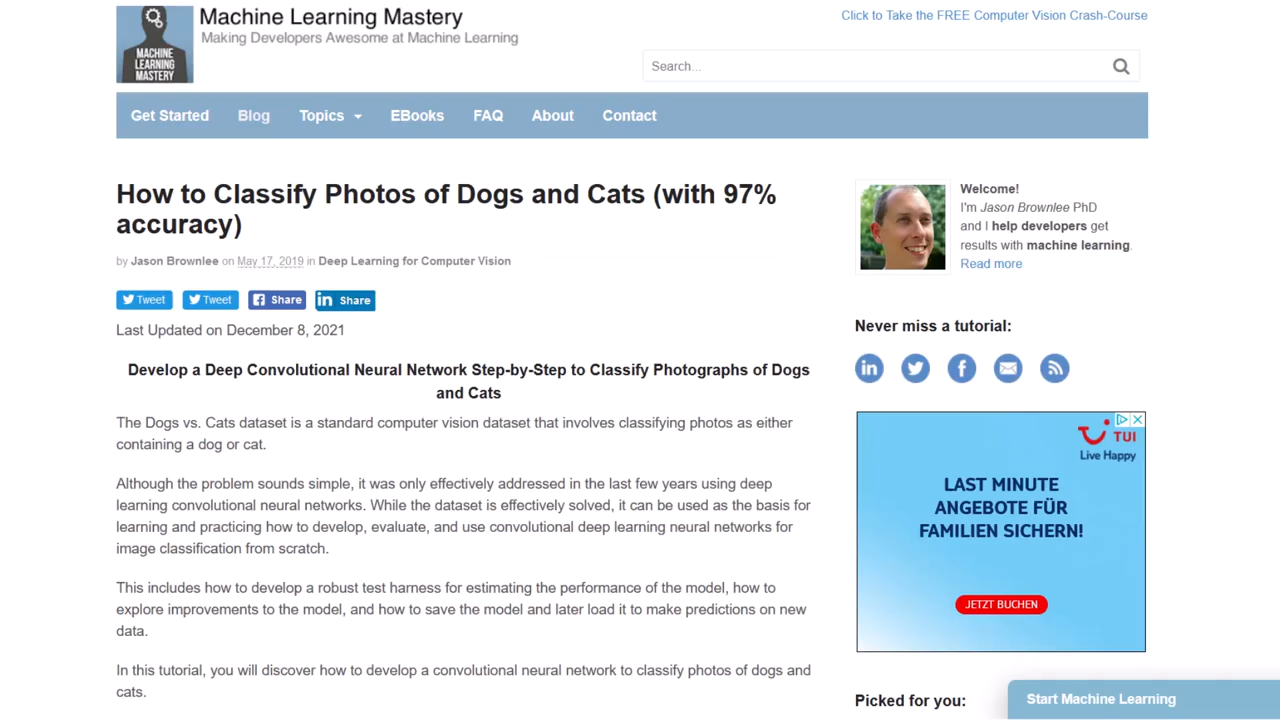 MACHINE
LEARNING
MASTERY
Machine Learning Mastery
Making Developers Awesome at Machine Learning
Click to Take the FREE Computer Vision Crash-Course
Search...
Get Started Blog Topics EBooks FAQ About Contact
How to Classify Photos of Dogs and Cats (with 97%
accuracy)
by Jason Brownlee on May 17, 2019 in Deep Learning for Computer Vision
Tweet Tweet Share Share
Last Updated on December 8, 2021
Develop a Deep Convolutional Neural Network Step-by-Step to Classify Photographs of Dogs
and Cats
The Dogs vs. Cats dataset is a standard computer vision dataset that involves classifying photos as either
containing a dog or cat.
Although the problem sounds simple, it was only effectively addressed in the last few years using deep
learning convolutional neural networks. While the dataset is effectively solved, it can be used as the basis for
learning and practicing how to develop, evaluate, and use convolutional deep learning neural networks for
image classification from scratch.
This includes how to develop a robust test harness for estimating the performance of the model, how to
explore improvements to the model, and how to save the model and later load it to make predictions on new
data.
In this tutorial, you will discover how to develop a convolutional neural network to classify photos of dogs and
cats.
Welcome!
I'm Jason Brownlee PhD
and I help developers get
results with machine learning.
Read more
Never miss a tutorial:
TUI
Live Happy
LAST MINUTE
ANGEBOTE FÜR
FAMILIEN SICHERN!
JETZT BUCHEN
Picked for you:
Start Machine Learning